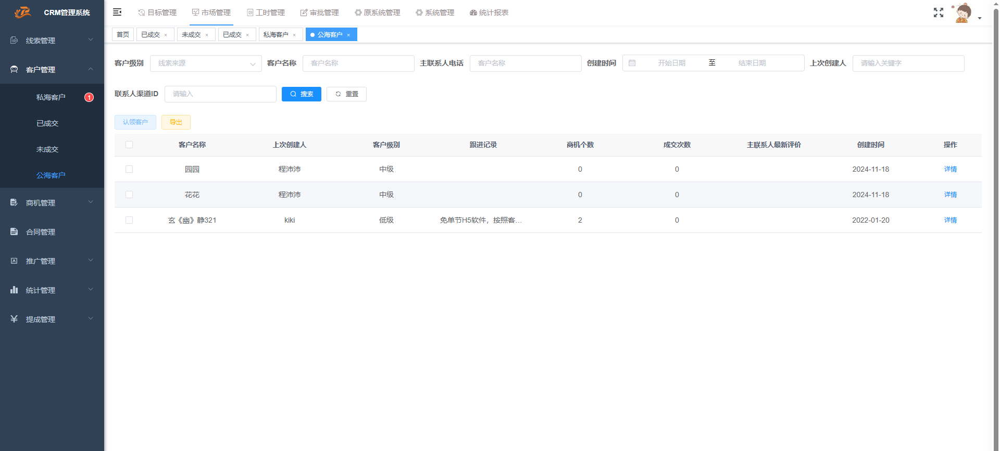 CRM管理系统
目标管理 市场管理 工时管理 审批管理 原系统管理 系统管理 统计报表
首页 已成交 × 未成交 × 已成交 × 私海客户 × 公海客户 ×
线索管理
客户管理
私海客户 1
已成交
未成交
公海客户
商机管理
合同管理
推广管理
统计管理
提成管理
客户级别 线索来源 客户名称 客户名称 主联系人电话 客户名称 创建时间 开始日期 至 结束日期 上次创建人 请输入关键字
联系人渠道ID 请输入 搜索 重置
认领客户 导出
客户名称 上次创建人 客户级别 跟进记录 商机个数 成交次数 主联系人最新评价 创建时间 操作
园园 程沛沛 中级 0 0 2024-11-18 详情
花花 程沛沛 中级 0 0 2024-11-18 详情
玄《幽》静321 kiki 低级 免单节H5软件，按照客... 2 0 2022-01-20 详情